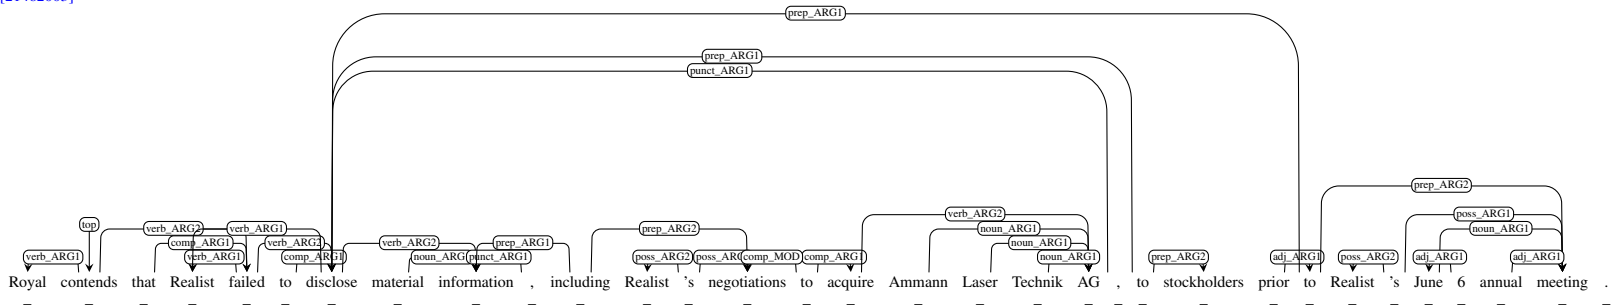 prep_ARG1
prep_ARG1
punct_ARG1
prep_ARG2
verb_ARG2 poss_ARG1
top verb_ARG2 verb_ARG1 prep_ARG2 noun_ARG1 noun_ARG1
comp_ARG1 verb_ARG2 verb_ARG2 prep_ARG1 noun_ARG1
verb_ARG1 verb_ARG1 comp_ARG1 noun_ARG punct_ARG1 poss_ARG2 comp_MOD comp_ARG1 noun_ARG1 prep_ARG2 adj_ARG1 poss_ARG2 adj_ARG1 adj_ARG1
Royal contends that Realist failed to disclose material information , including Realist 's negotiations to acquire Ammann Laser Technik AG , to stockholders prior to Realist 's June 6 annual meeting .